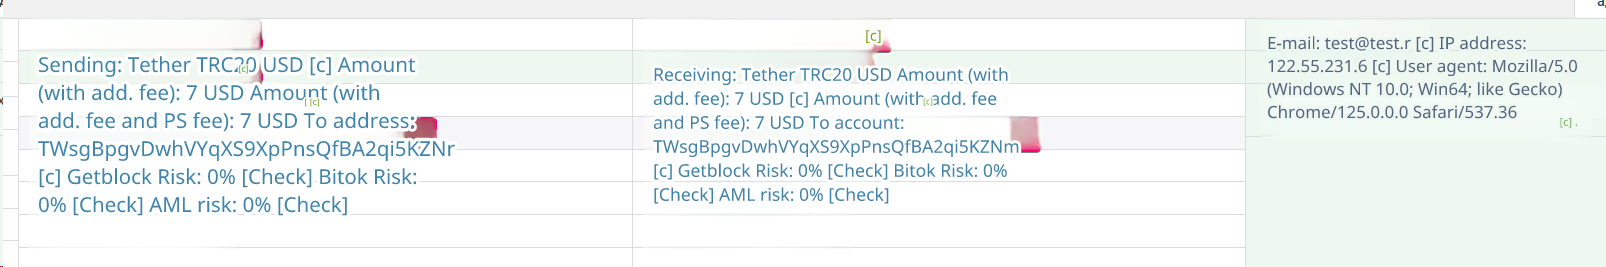 Sending: Tether TRC20 USD [c] Amount
(with add. fee): 7 USD Amount (with
add. fee and PS fee): 7 USD To address:
TWsgBpgvDwhVYqXS9XpPnsQfBA2qi5KZNr
[c] Getblock Risk: 0% [Check] Bitok Risk:
0% [Check] AML risk: 0% [Check]
[c]
[c]
[c]
Receiving: Tether TRC20 USD Amount (with
add. fee): 7 USD [c] Amount (with add. fee
and PS fee): 7 USD To account:
TWsgBpgvDwhVYqXS9XpPnsQfBA2qi5KZNm
[c] Getblock Risk: 0% [Check] Bitok Risk: 0%
[Check] AML risk: 0% [Check]
[c]
E-mail: test@test.r [c] IP address:
122.55.231.6 [c] User agent: Mozilla/5.0
(Windows NT 10.0; Win64; like Gecko)
Chrome/125.0.0.0 Safari/537.36
[c] .